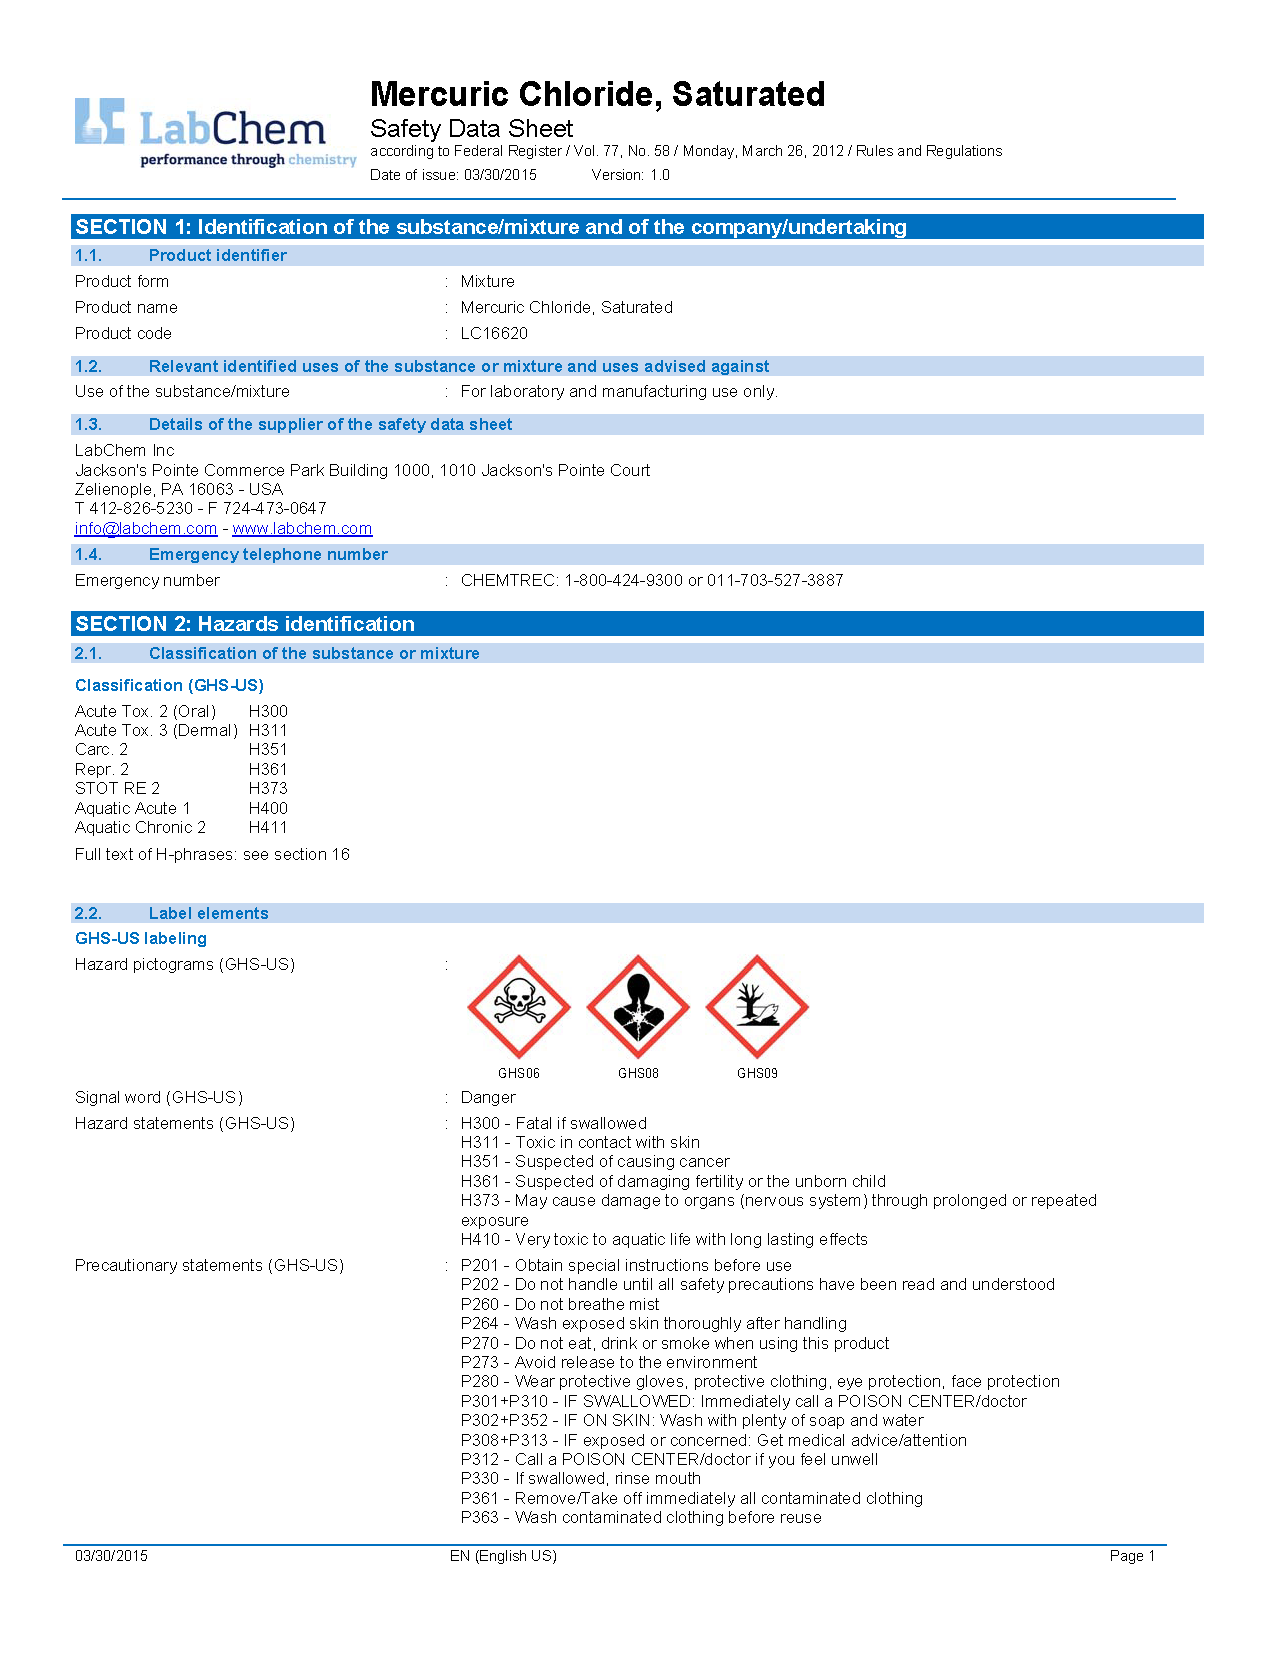 LabChem
performance through chemistry
Mercuric Chloride, Saturated
Safety Data Sheet
according to Federal Register / Vol. 77, No. 58 / Monday, March 26, 2012 / Rules and Regulations
Date of issue: 03/30/2015 Version: 1.0
SECTION 1: Identification of the substance/mixture and of the company/undertaking
1.1. Product identifier
Product form : Mixture
Product name : Mercuric Chloride, Saturated
Product code : LC16620
1.2. Relevant identified uses of the substance or mixture and uses advised against
Use of the substance/mixture : For laboratory and manufacturing use only.
1.3. Details of the supplier of the safety data sheet
LabChem Inc
Jackson's Pointe Commerce Park Building 1000, 1010 Jackson's Pointe Court
Zelienople, PA 16063 - USA
T 412-826-5230 - F 724-473-0647
info@labchem.com - www.labchem.com
1.4. Emergency telephone number
Emergency number : CHEMTREC: 1-800-424-9300 or 011-703-527-3887
SECTION 2: Hazards identification
2.1. Classification of the substance or mixture
Classification (GHS-US)
Acute Tox. 2 (Oral) H300
Acute Tox. 3 (Dermal) H311
Carc. 2 H351
Repr. 2 H361
STOT RE 2 H373
Aquatic Acute 1 H400
Aquatic Chronic 2 H411
Full text of H-phrases: see section 16
2.2. Label elements
GHS-US labeling
Hazard pictograms (GHS-US) :
GHS06 GHS08 GHS09
Signal word (GHS-US) : Danger
Hazard statements (GHS-US) : H300 - Fatal if swallowed
H311 - Toxic in contact with skin
H351 - Suspected of causing cancer
H361 - Suspected of damaging fertility or the unborn child
H373 - May cause damage to organs (nervous system) through prolonged or repeated
exposure
H410 - Very toxic to aquatic life with long lasting effects
Precautionary statements (GHS-US) : P201 - Obtain special instructions before use
P202 - Do not handle until all safety precautions have been read and understood
P260 - Do not breathe mist
P264 - Wash exposed skin thoroughly after handling
P270 - Do not eat, drink or smoke when using this product
P273 - Avoid release to the environment
P280 - Wear protective gloves, protective clothing, eye protection, face protection
P301+P310 - IF SWALLOWED: Immediately call a POISON CENTER/doctor
P302+P352 - IF ON SKIN: Wash with plenty of soap and water
P308+P313 - IF exposed or concerned: Get medical advice/attention
P312 - Call a POISON CENTER/doctor if you feel unwell
P330 - If swallowed, rinse mouth
P361 - Remove/Take off immediately all contaminated clothing
P363 - Wash contaminated clothing before reuse
03/30/2015 EN (English US) Page 1